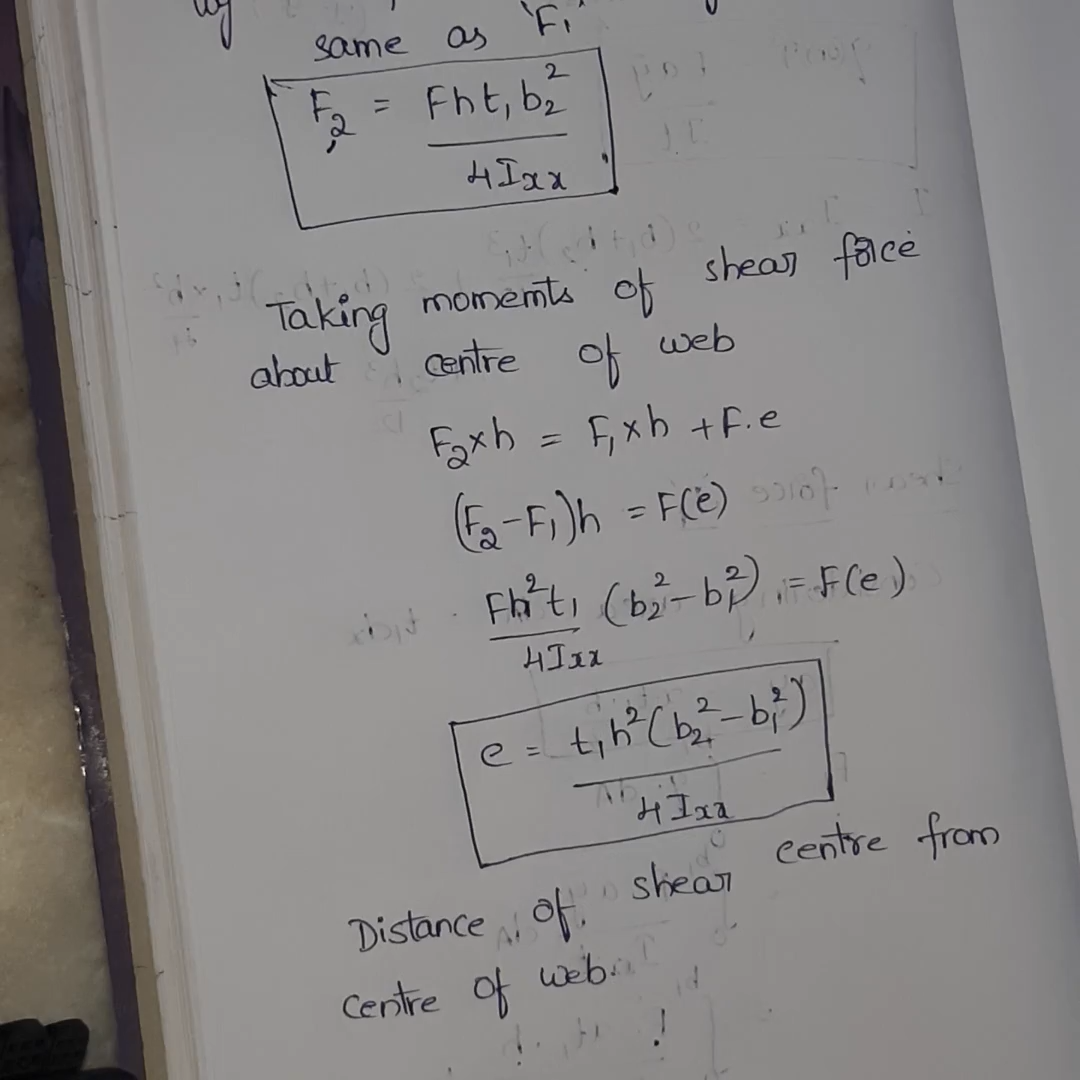 same as 'F₁'
F₂ = Fht₁b₂² / 4Ixx
Taking moments of shear force
about centre of web
F₂×h = F₁×h + F.e
(F₂-F₁)h = F(e)
Fh²t₁ / 4Ixx (b₂²-b₁²) = F(e)
e = t₁h²(b₂²-b₁²) / 4Ixx
Distance of shear centre from
centre of web.